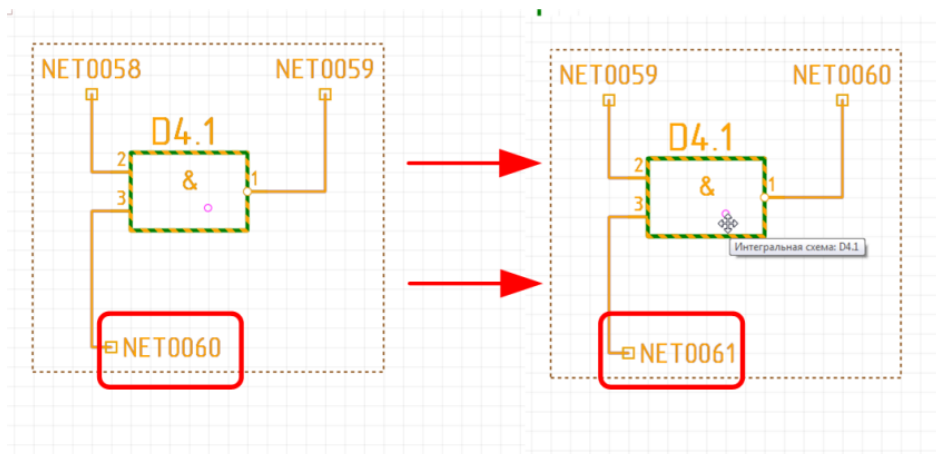 NET0058 NET0059
D4.1
2
&
1
3
NET0060
NET0059 NET0060
D4.1
2
&
1
3
Интегральная схема: D4.1
NET0061